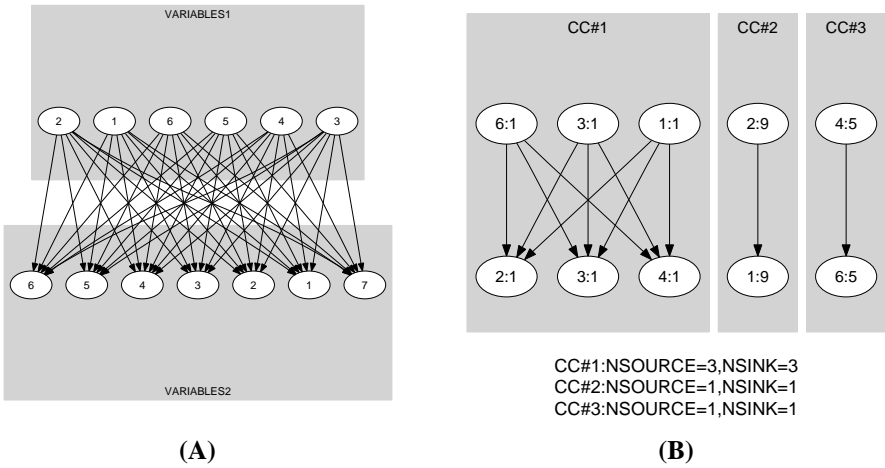 VARIABLES1
2 1 6 5 4 3
6 5 4 3 2 1 7
VARIABLES2
(A)
CC#1 CC#2 CC#3
6:1 3:1 1:1 2:9 4:5
2:1 3:1 4:1 1:9 6:5
CC#1:NSOURCE=3,NSINK=3
CC#2:NSOURCE=1,NSINK=1
CC#3:NSOURCE=1,NSINK=1
(B)